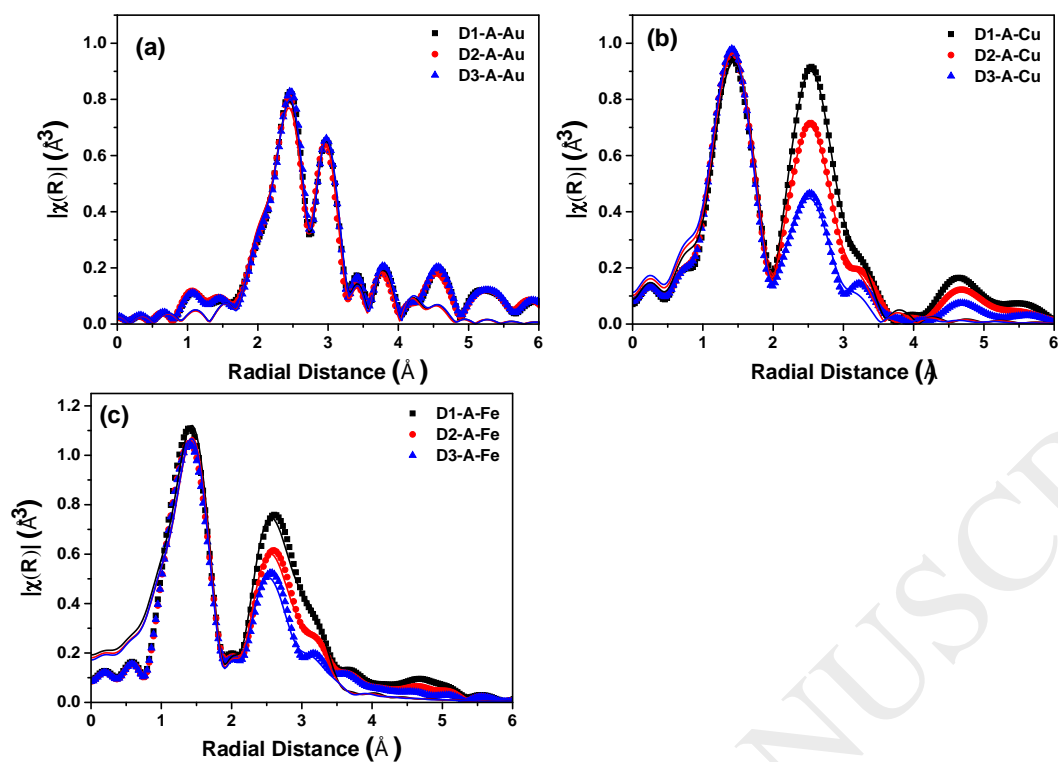 (a)
D1-A-Au
D2-A-Au
D3-A-Au
1.0
0.8
0.6
0.4
0.2
0.0
|χ(R)| (Å³)
0 1 2 3 4 5 6
Radial Distance (Å)
(b)
D1-A-Cu
D2-A-Cu
D3-A-Cu
1.0
0.8
0.6
0.4
0.2
0.0
|χ(R)| (Å³)
0 1 2 3 4 5 6
Radial Distance (Å)
(c)
D1-A-Fe
D2-A-Fe
D3-A-Fe
1.2
1.0
0.8
0.6
0.4
0.2
0.0
|χ(R)| (Å³)
0 1 2 3 4 5 6
Radial Distance (Å)